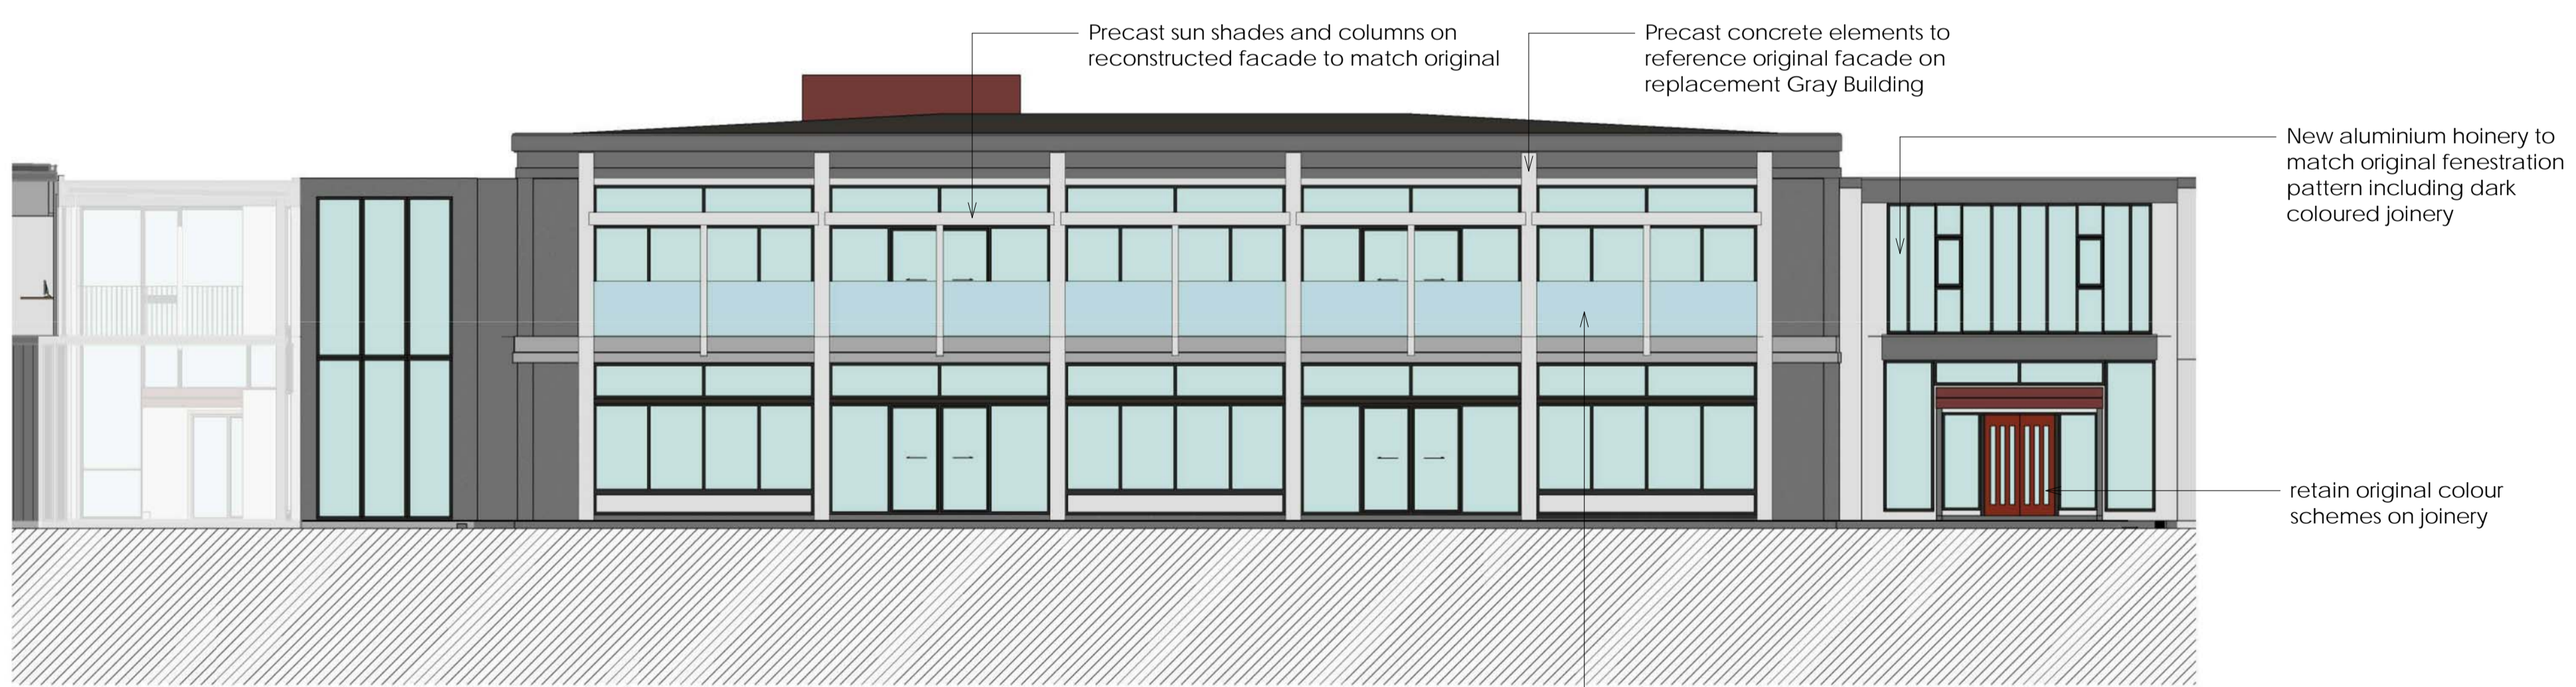 Precast sun shades and columns on
reconstructed facade to match original
Precast concrete elements to
reference original facade on
replacement Gray Building
New aluminium hoinery to
match original fenestration
pattern including dark
coloured joinery
retain original colour
schemes on joinery